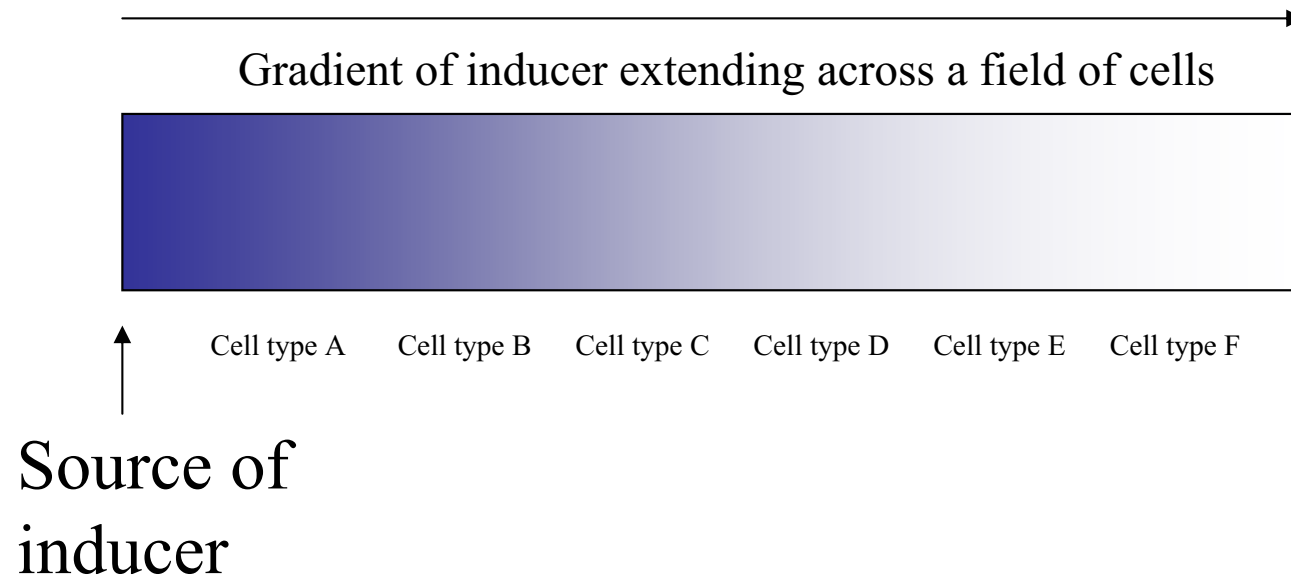 Gradient of inducer extending across a field of cells
Cell type A Cell type B Cell type C Cell type D Cell type E Cell type F
Source of
inducer